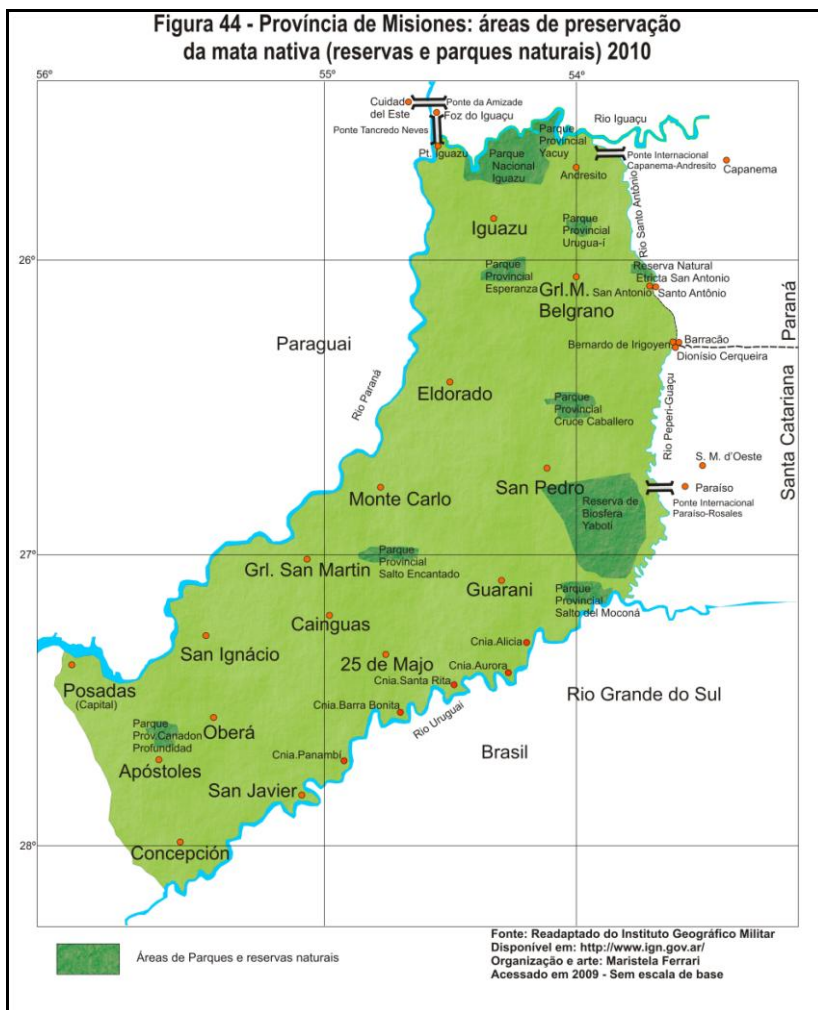 Figura 44 - Província de Misiones: áreas de preservação
da mata nativa (reservas e parques naturais) 2010
56º
55º
54º
Cuidad
del Este
Ponte da Amizade
Foz do Iguaçu
Ponte Tancredo Neves
Pt. Iguazu
Parque
Nacional
Iguazu
Parque
Provincial
Yacuy
Rio Iguaçu
Ponte Internacional
Capanema-Andresito
Andresito
Capanema
Iguazu
Parque
Provincial
Urugua-í
Rio Santo Antônio
26º
Parque
Provincial
Esperanza
Grl.M.
Belgrano
Reserva Natural
Etricta San Antonio
San Antonio
Santo Antônio
Paraná
Paraguai
Bernardo de Irigoyen
Barracão
Dionísio Cerqueira
Rio Paraná
Eldorado
Parque
Provincial
Cruce Caballero
Rio Peperi-Guaçu
Santa Catariana
S. M. d'Oeste
Monte Carlo
San Pedro
Reserva de
Biosfera
Yabotí
Paraíso
Ponte Internacional
Paraíso-Rosales
27º
Grl. San Martin
Parque
Provincial
Salto Encantado
Guarani
Parque
Provincial
Salto del Moconá
Cainguas
San Ignácio
25 de Majo
Cnia.Alicia
Cnia.Aurora
Cnia.Santa Rita
Posadas
(Capital)
Rio Grande do Sul
Parque
Prov.Canadon
Profundidad
Oberá
Cnia.Barra Bonita
Rio Uruguai
Brasil
Apóstoles
Cnia.Panambí
San Javier
28º
Concepción
Áreas de Parques e reservas naturais
Fonte: Readaptado do Instituto Geográfico Militar
Disponível em: http://www.ign.gov.ar/
Organização e arte: Maristela Ferrari
Acessado em 2009 - Sem escala de base